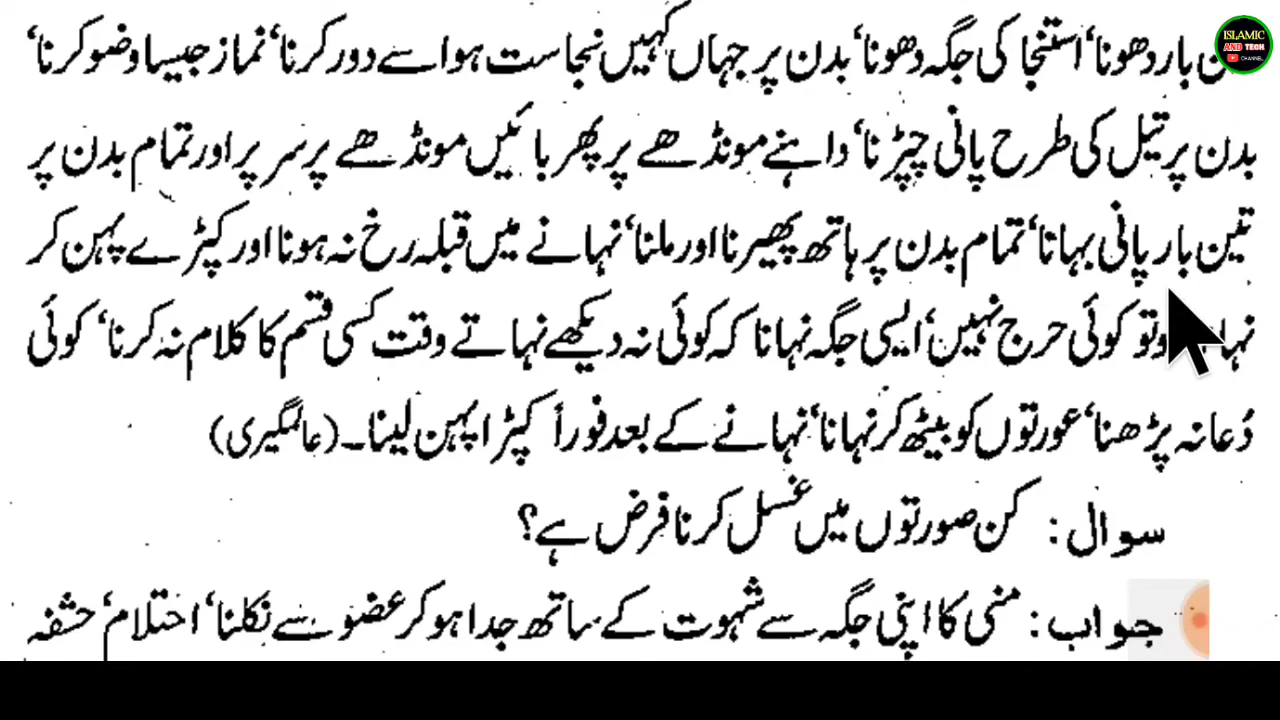 ISLAMIC
AND TECH
CHANNEL
بار دھونا‘ استنجا کی جگہ دھونا‘ بدن پر جہاں کہیں نجاست ہو اسے دور کرنا‘ نماز جیسا وضو کرنا‘
بدن پر تیل کی طرح پانی چپڑنا‘ داہنے مونڈھے پر پھر بائیں مونڈھے پر سر پر اور تمام بدن پر
تین بار پانی بہانا‘ تمام بدن پر ہاتھ پھیرنا اور ملنا‘ نہانے میں قبلہ رخ نہ ہونا اور کپڑے پہن کر
تو کوئی حرج نہیں‘ ایسی جگہ نہانا کہ کوئی نہ دیکھے نہاتے وقت کسی قسم کا کلام نہ کرنا‘ کوئی
دُعا نہ پڑھنا‘ عورتوں کو بیٹھ کر نہانا‘ نہانے کے بعد فوراً کپڑا پہن لینا۔ (عالمگیری)
سوال: کن صورتوں میں غسل کرنا فرض ہے؟
جواب: منی کا اپنی جگہ سے شہوت کے ساتھ جدا ہو کر عضو سے نکلنا‘ احتلام‘ حشفہ